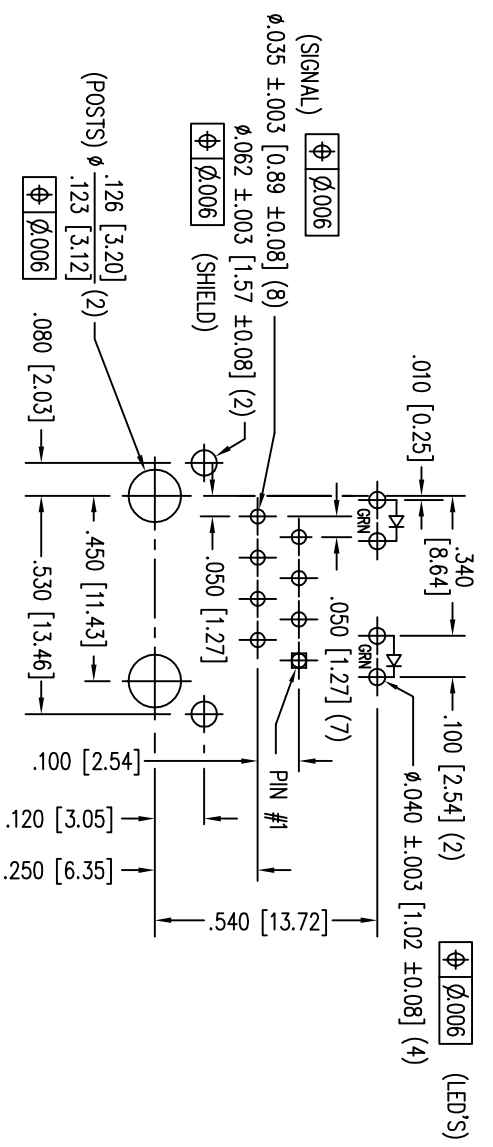 (SIGNAL)
⌖ Ø.006
ø.035 ±.003 [0.89 ±0.08] (8)
ø.062 ±.003 [1.57 ±0.08] (2)
⌖ Ø.006
(SHIELD)
(POSTS) ø .126 [3.20]
.123 [3.12] (2)
⌖ Ø.006
.080 [2.03]
.010 [0.25]
.340
[8.64]
.100 [2.54] (2)
ø.040 ±.003 [1.02 ±0.08] (4)
⌖ Ø.006
(LED'S)
GRN
GRN
.050 [1.27] (7)
.050 [1.27]
.450 [11.43]
.530 [13.46]
PIN #1
.100 [2.54]
.120 [3.05]
.250 [6.35]
.540 [13.72]